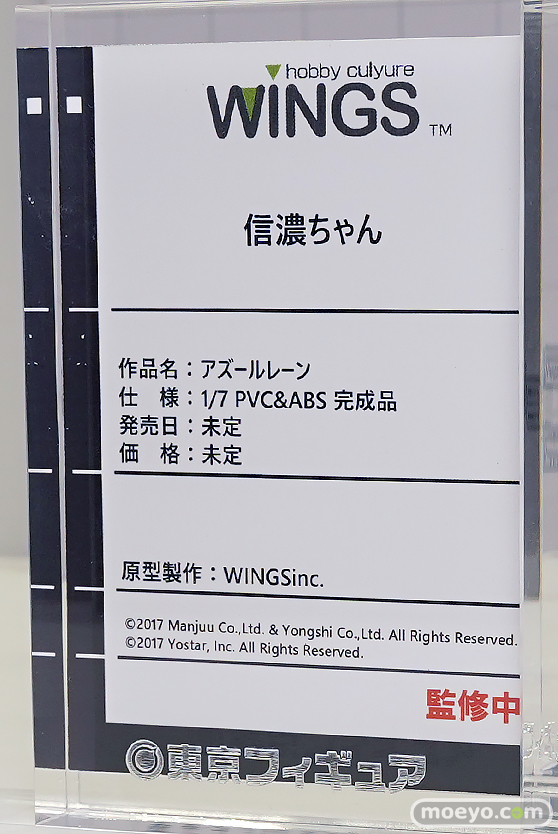 hobby culyure
WINGS TM
信濃ちゃん
作品名：アズールレーン
仕　様：1/7 PVC&ABS 完成品
発売日：未定
価　格：未定
原型製作：WINGSinc.
©2017 Manjuu Co.,Ltd. & Yongshi Co.,Ltd. All Rights Reserved.
©2017 Yostar, Inc. All Rights Reserved.
監修中
©東京フィギュア
moeyo.com